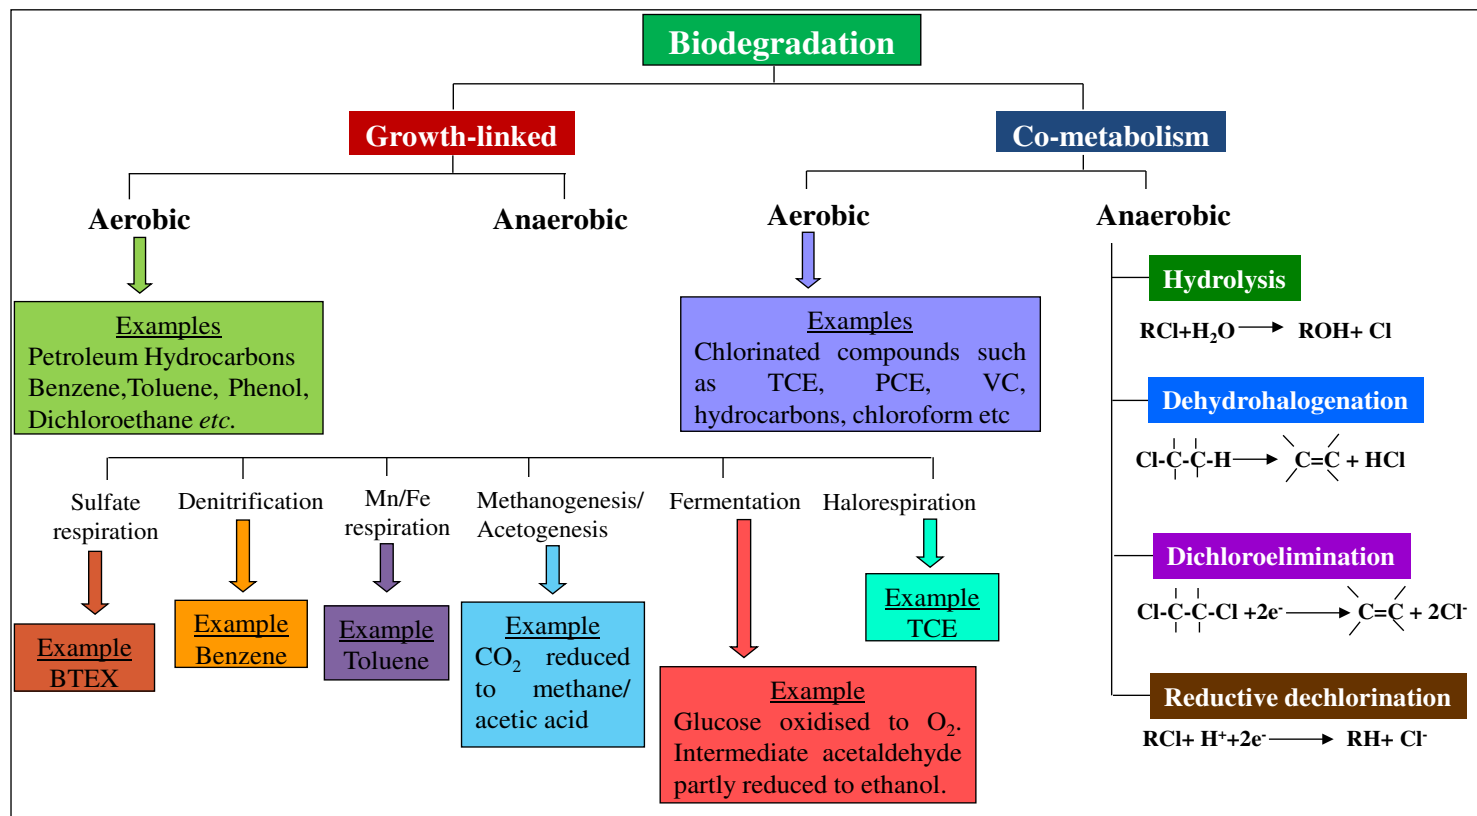 Biodegradation
Growth-linked
Co-metabolism
Aerobic
Anaerobic
Aerobic
Anaerobic
Examples
Petroleum Hydrocarbons
Benzene,Toluene, Phenol,
Dichloroethane etc.
Examples
Chlorinated compounds such
as TCE, PCE, VC,
hydrocarbons, chloroform etc
Hydrolysis
RCl+H₂O → ROH+ Cl
Dehydrohalogenation
Cl-C-C-H → C=C + HCl
Dichloroelimination
Cl-C-C-Cl +2e⁻ → C=C + 2Cl⁻
Reductive dechlorination
RCl+ H⁺+2e⁻ → RH+ Cl⁻
Sulfate
respiration
Denitrification
Mn/Fe
respiration
Methanogenesis/
Acetogenesis
Fermentation
Halorespiration
Example
BTEX
Example
Benzene
Example
Toluene
Example
CO₂ reduced
to methane/
acetic acid
Example
Glucose oxidised to O₂.
Intermediate acetaldehyde
partly reduced to ethanol.
Example
TCE